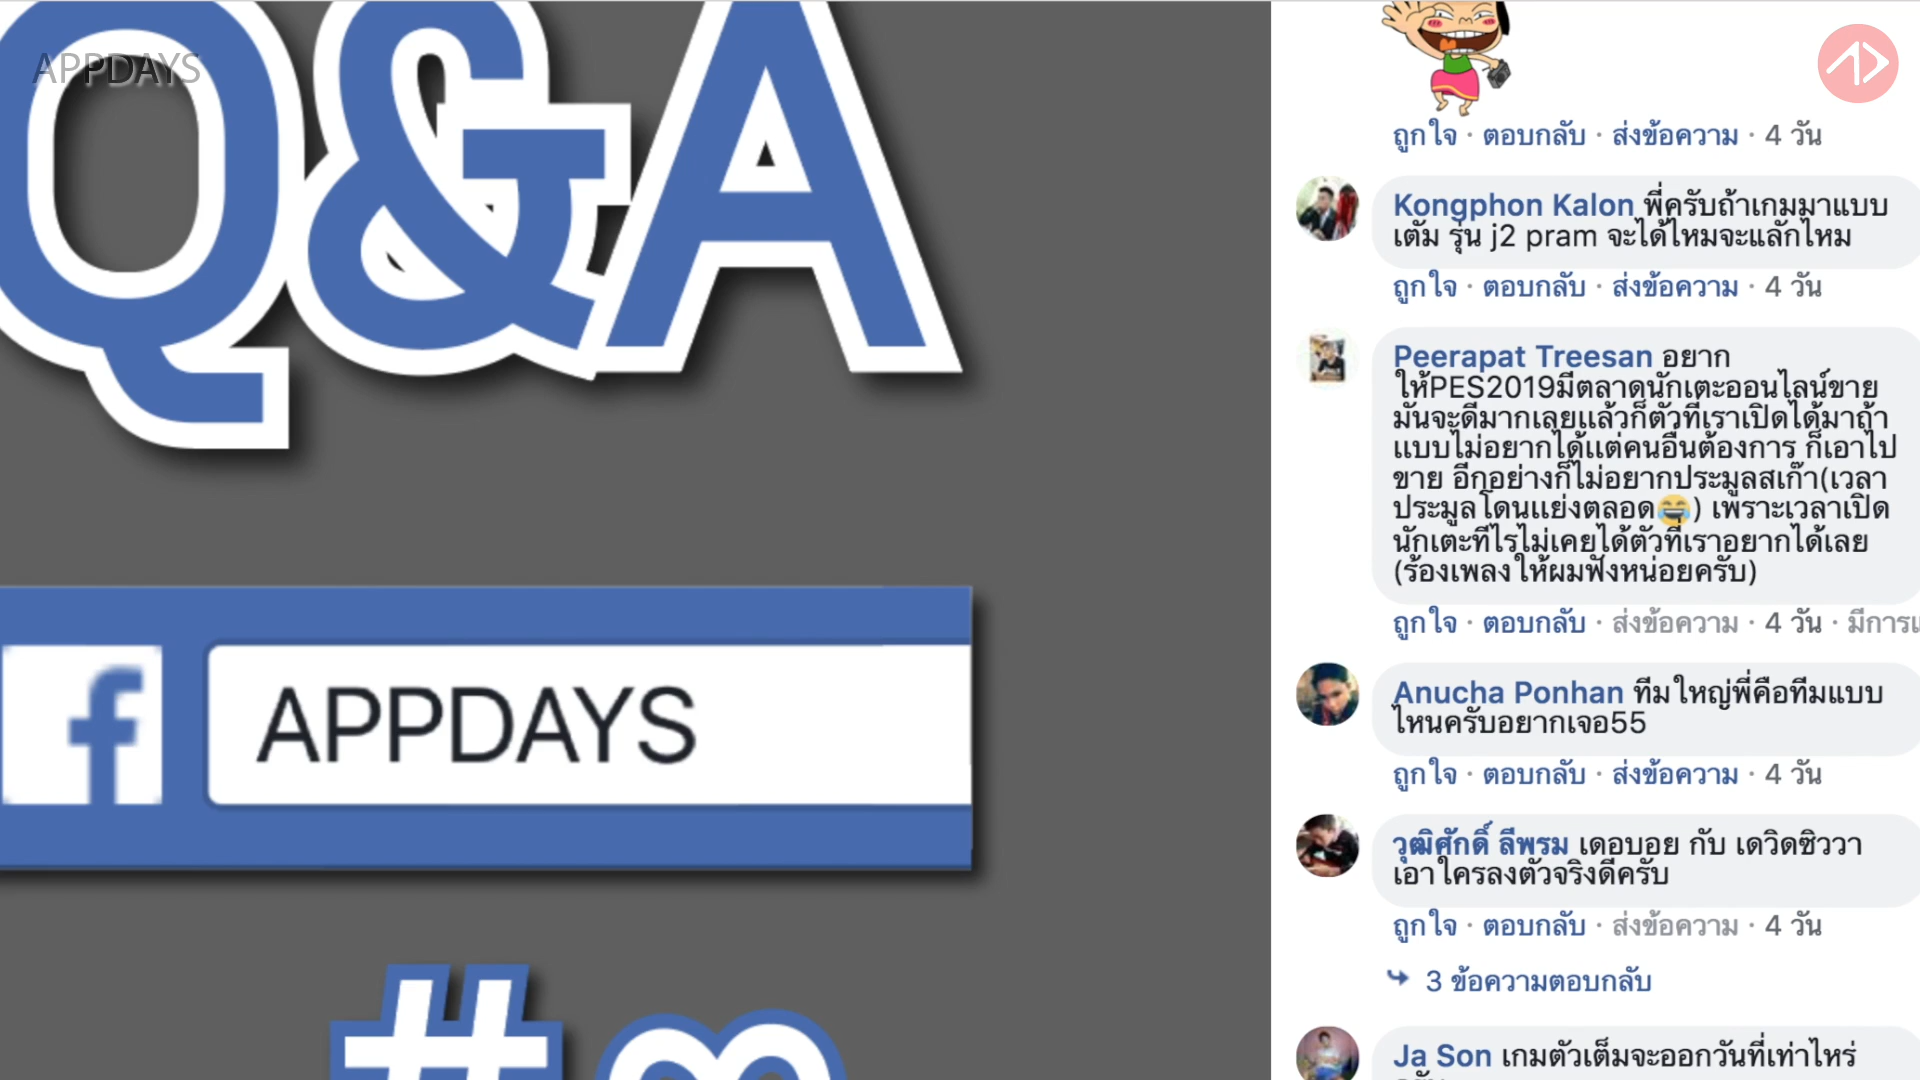 Q&A
APPDAYS
f APPDAYS
#
ถูกใจ · ตอบกลับ · ส่งข้อความ · 4 วัน
Kongphon Kalon พี่ครับถ้าเกมมาแบบ
เต้ม รุ่น j2 pram จะได้ไหมจะแล้กไหม
ถูกใจ · ตอบกลับ · ส่งข้อความ · 4 วัน
Peerapat Treesan อยาก
ให้PES2019มีตลาดนักเตะออนไลน์ขาย
มันจะดีมากเลยแล้วก็ตัวที่เราเปิดได้มาถ้า
แบบไม่อยากได้แต่คนอื่นต้องการ ก็เอาไป
ขาย อีกอย่างก็ไม่อยากประมูลสเก๊า(เวลา
ประมูลโดนแย่งตลอด😂) เพราะเวลาเปิด
นักเตะทีไรไม่เคยได้ตัวที่เราอยากได้เลย
(ร้องเพลงให้ผมฟังหน่อยครับ)
ถูกใจ · ตอบกลับ · ส่งข้อความ · 4 วัน · มีการแ
Anucha Ponhan ทีมใหญ่พี่คือทีมแบบ
ไหนครับอยากเจอ55
ถูกใจ · ตอบกลับ · ส่งข้อความ · 4 วัน
วุฒิศักดิ์ ลีพรม เดอบอย กับ เดวิดซิววา
เอาใครลงตัวจริงดีครับ
ถูกใจ · ตอบกลับ · ส่งข้อความ · 4 วัน
3 ข้อความตอบกลับ
Ja Son เกมตัวเต็มจะออกวันที่เท่าไหร่